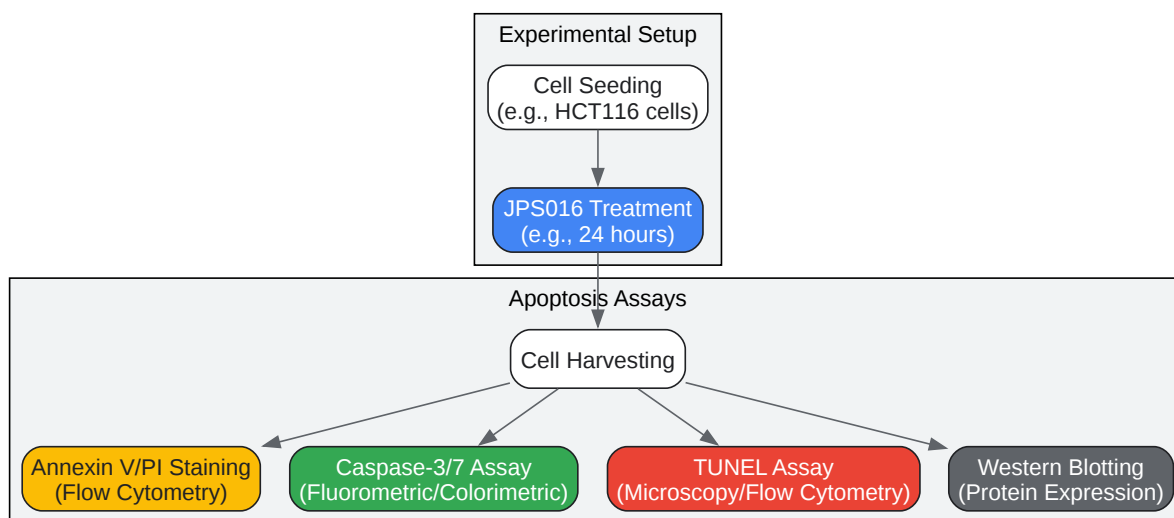 Experimental Setup
Cell Seeding
(e.g., HCT116 cells)
JPS016 Treatment
(e.g., 24 hours)
Apoptosis Assays
Cell Harvesting
Annexin V/PI Staining
(Flow Cytometry)
Caspase-3/7 Assay
(Fluorometric/Colorimetric)
TUNEL Assay
(Microscopy/Flow Cytometry)
Western Blotting
(Protein Expression)